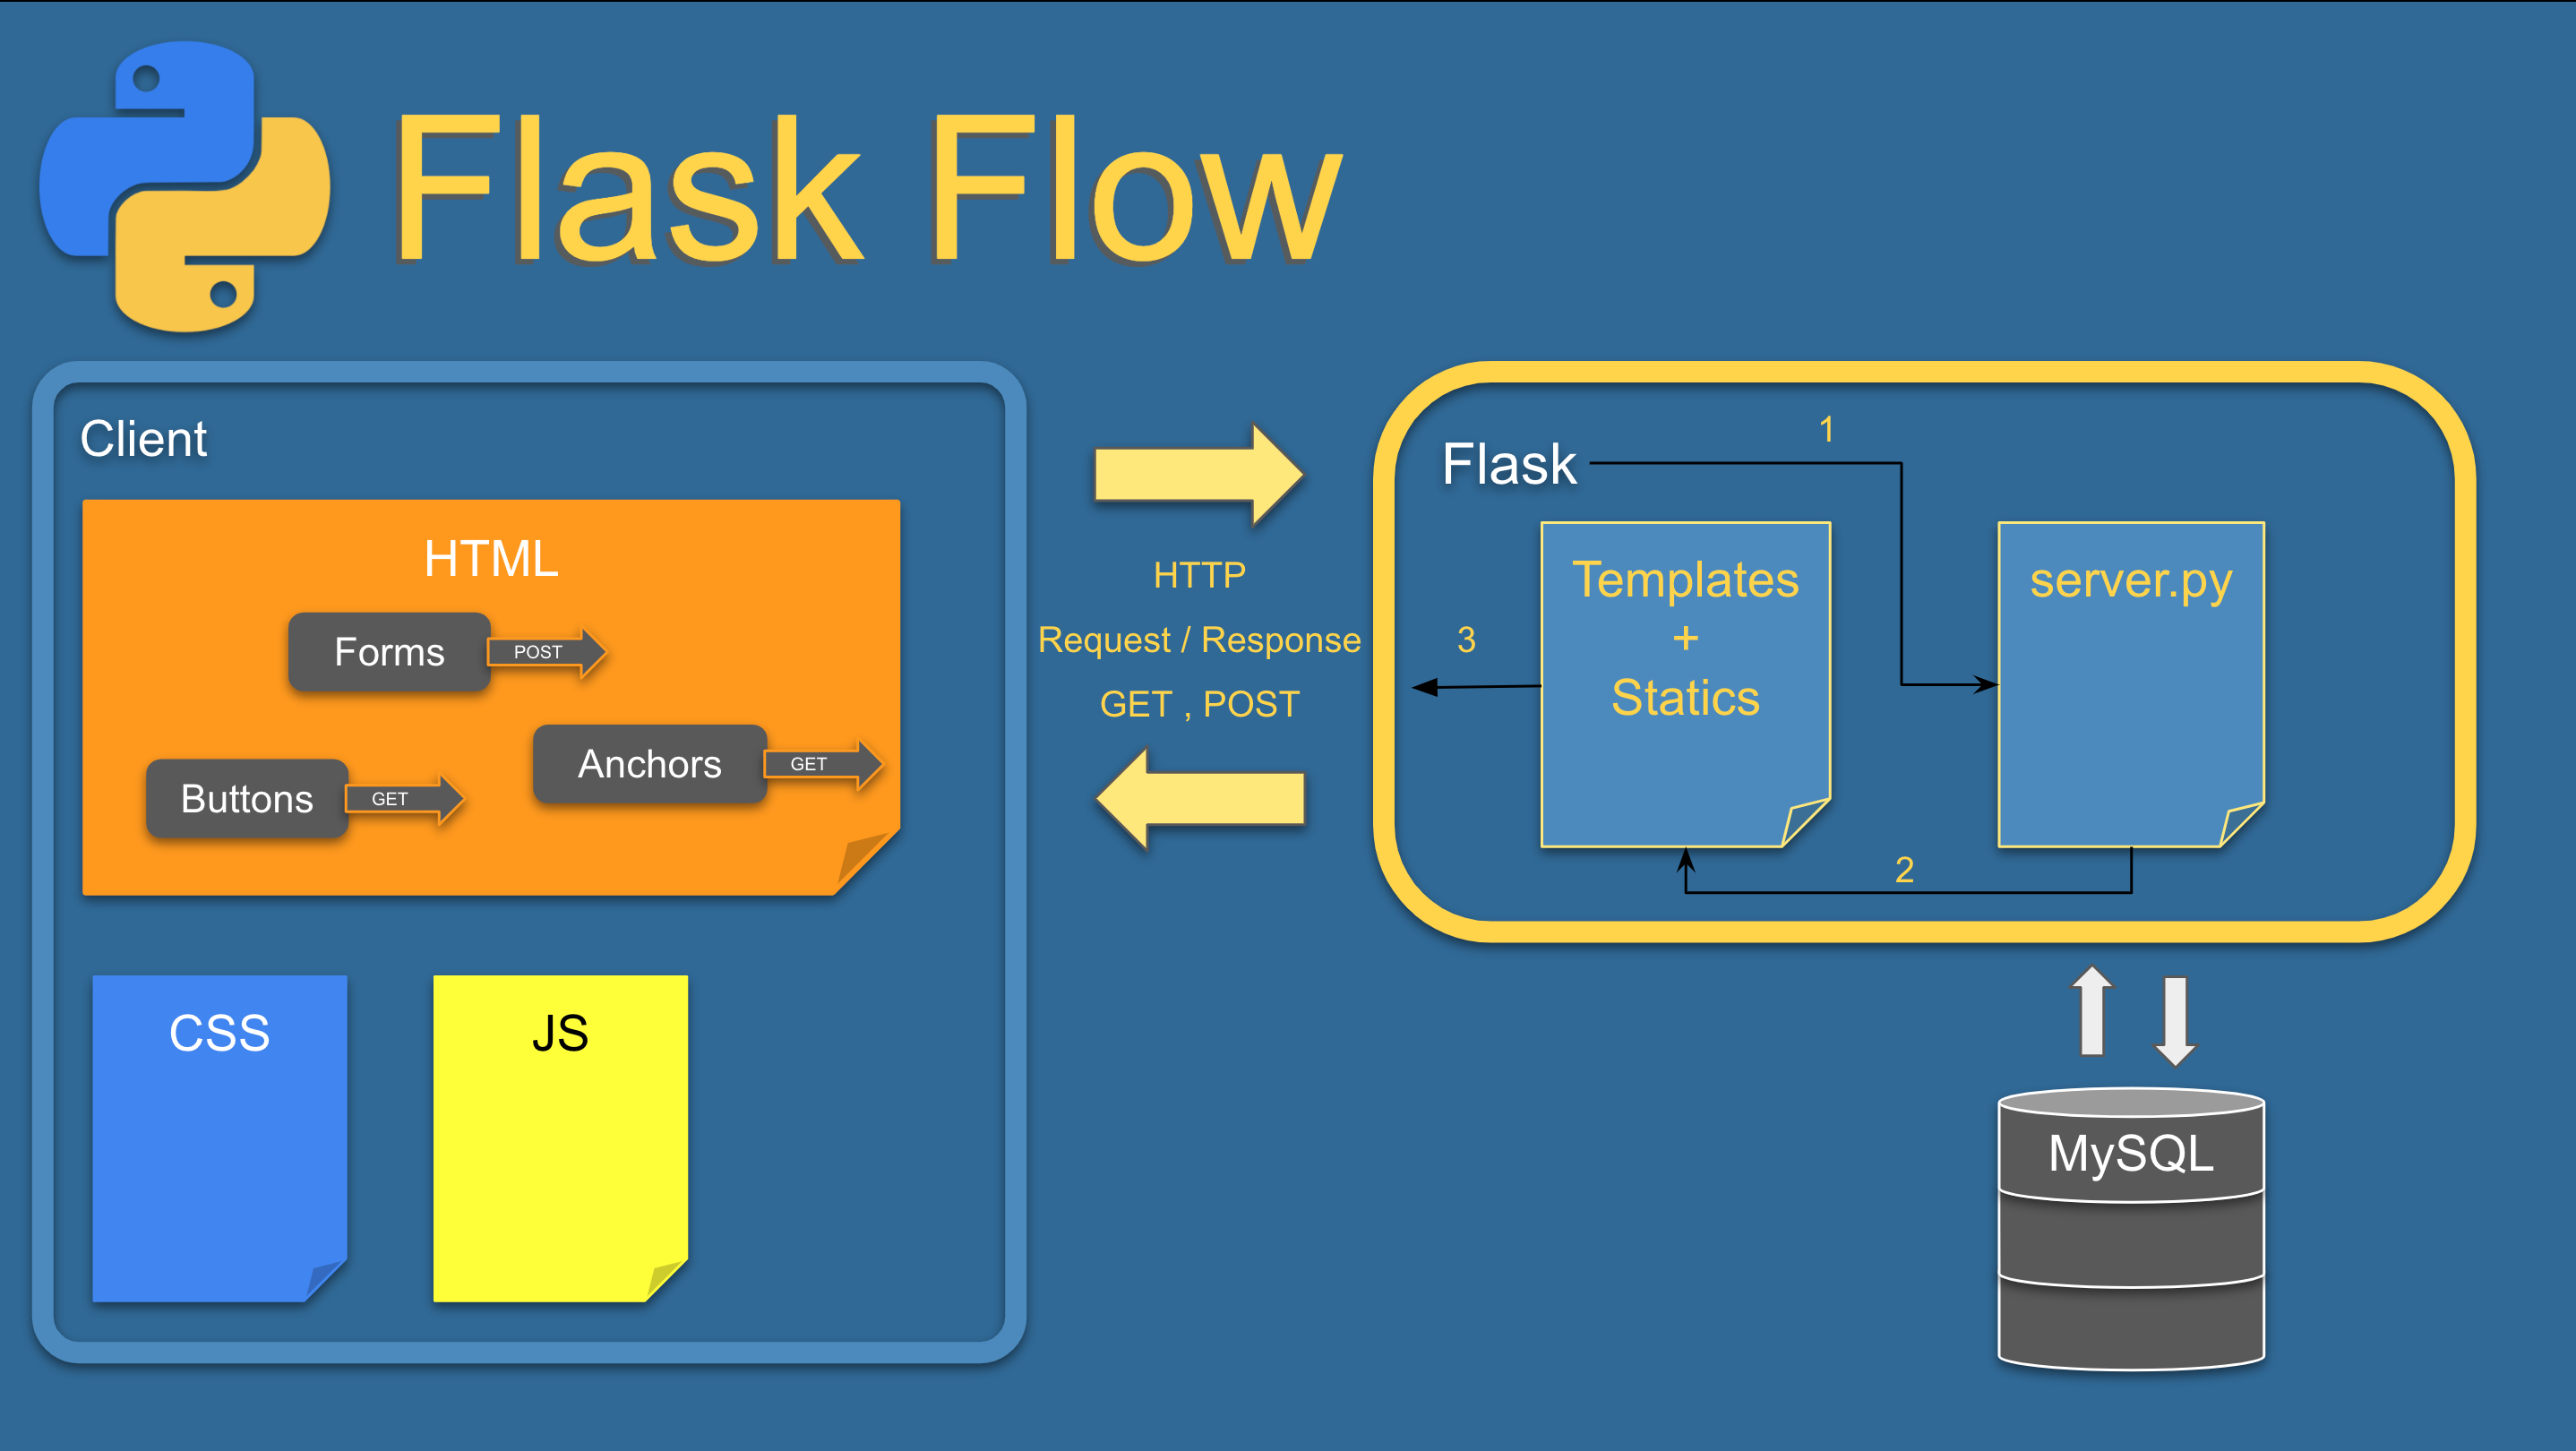 Flask Flow
Client
HTML
Forms
POST
Anchors
GET
Buttons
GET
CSS
JS
HTTP
Request / Response
GET , POST
Flask
1
Templates
+
Statics
server.py
3
2
MySQL